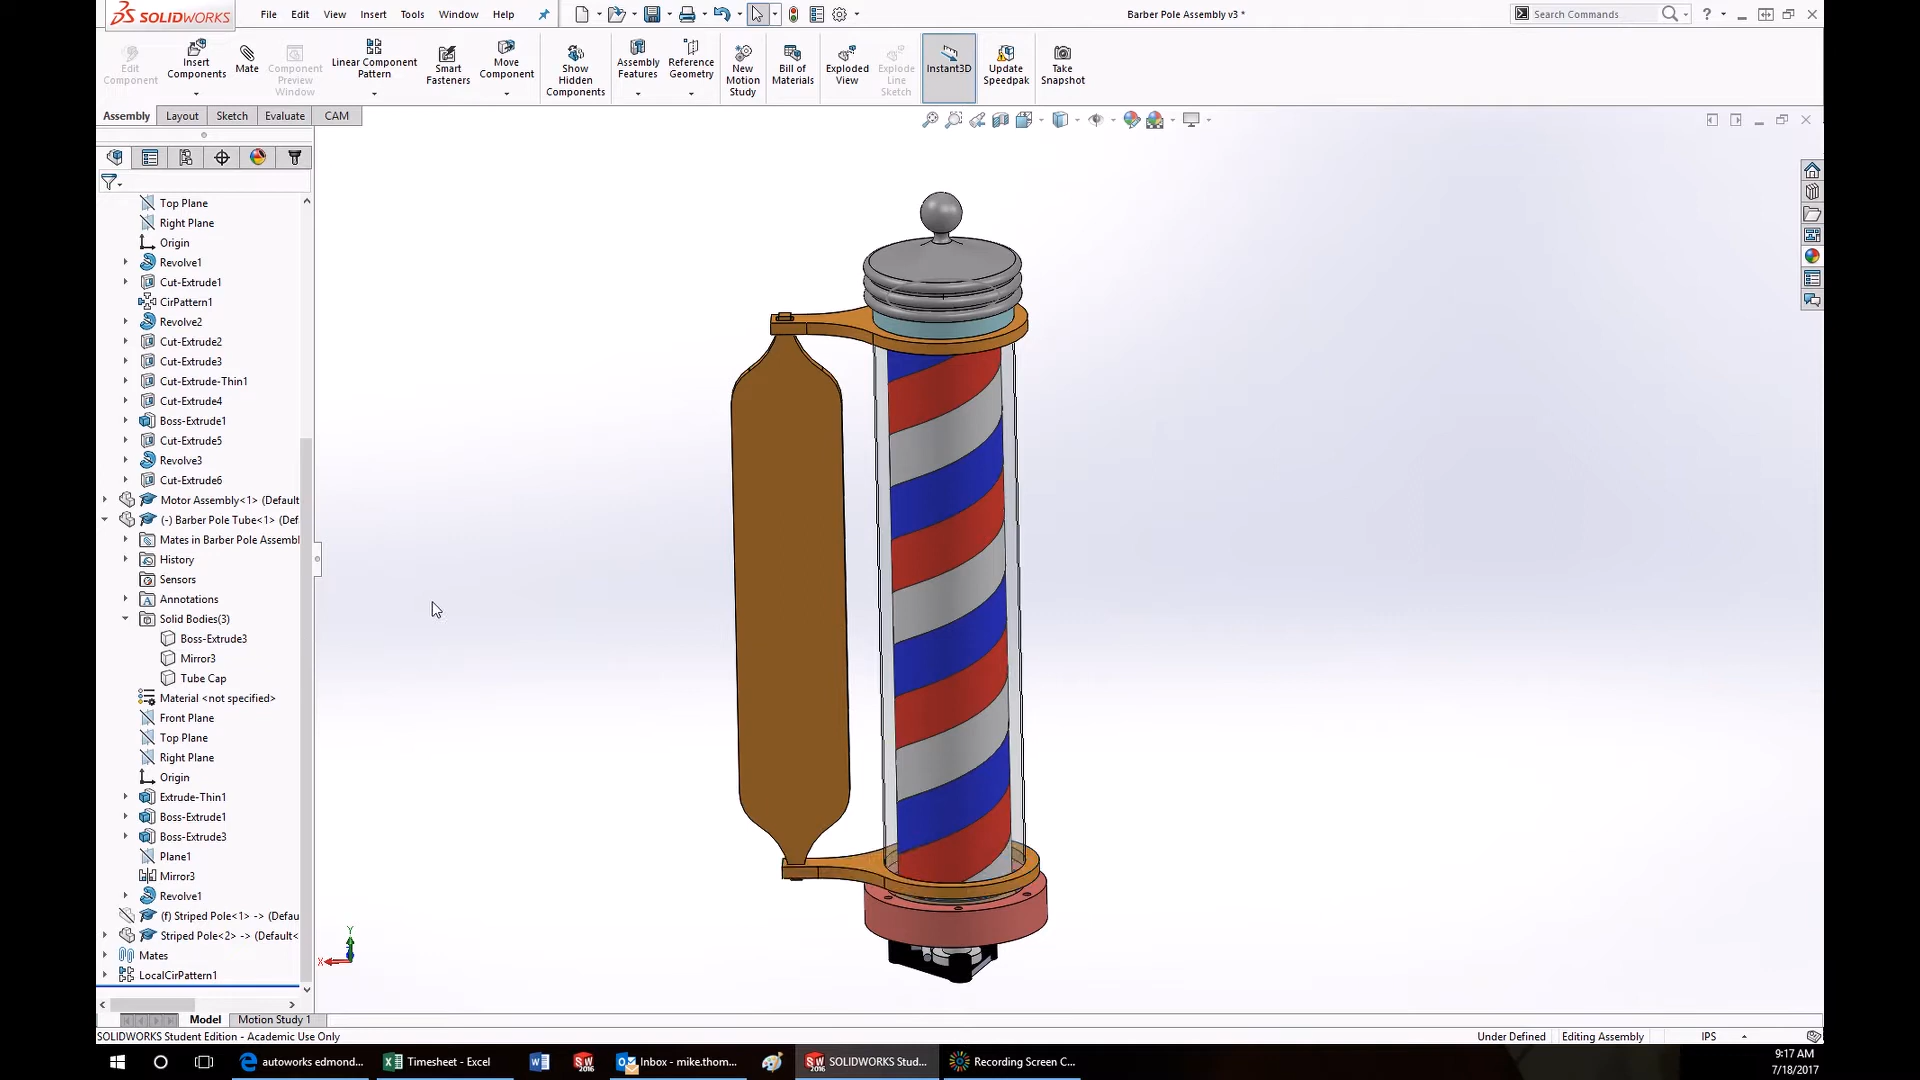 SOLIDWORKS File Edit View Insert Tools Window Help Barber Pole Assembly v3 * Search Commands ?
Edit Component
Insert Components
Mate
Component Preview Window
Linear Component Pattern
Smart Fasteners
Move Component
Show Hidden Components
Assembly Features
Reference Geometry
New Motion Study
Bill of Materials
Exploded View
Explode Line Sketch
Instant3D
Update Speedpak
Take Snapshot
Assembly Layout Sketch Evaluate CAM
Top Plane
Right Plane
Origin
Revolve1
Cut-Extrude1
CirPattern1
Revolve2
Cut-Extrude2
Cut-Extrude3
Cut-Extrude-Thin1
Cut-Extrude4
Boss-Extrude1
Cut-Extrude5
Revolve3
Cut-Extrude6
Motor Assembly<1> (Default
(-) Barber Pole Tube<1> (Def
Mates in Barber Pole Assembl
History
Sensors
Annotations
Solid Bodies(3)
Boss-Extrude3
Mirror3
Tube Cap
Material <not specified>
Front Plane
Top Plane
Right Plane
Origin
Extrude-Thin1
Boss-Extrude1
Boss-Extrude3
Plane1
Mirror3
Revolve1
(f) Striped Pole<1> -> (Defau
Striped Pole<2> -> (Default<
Mates
LocalCirPattern1
Y
X
Model Motion Study 1
SOLIDWORKS Student Edition - Academic Use Only Under Defined Editing Assembly IPS
autoworks edmond... Timesheet - Excel Inbox - mike.thom... SOLIDWORKS Stud... Recording Screen C... 9:17 AM
7/18/2017